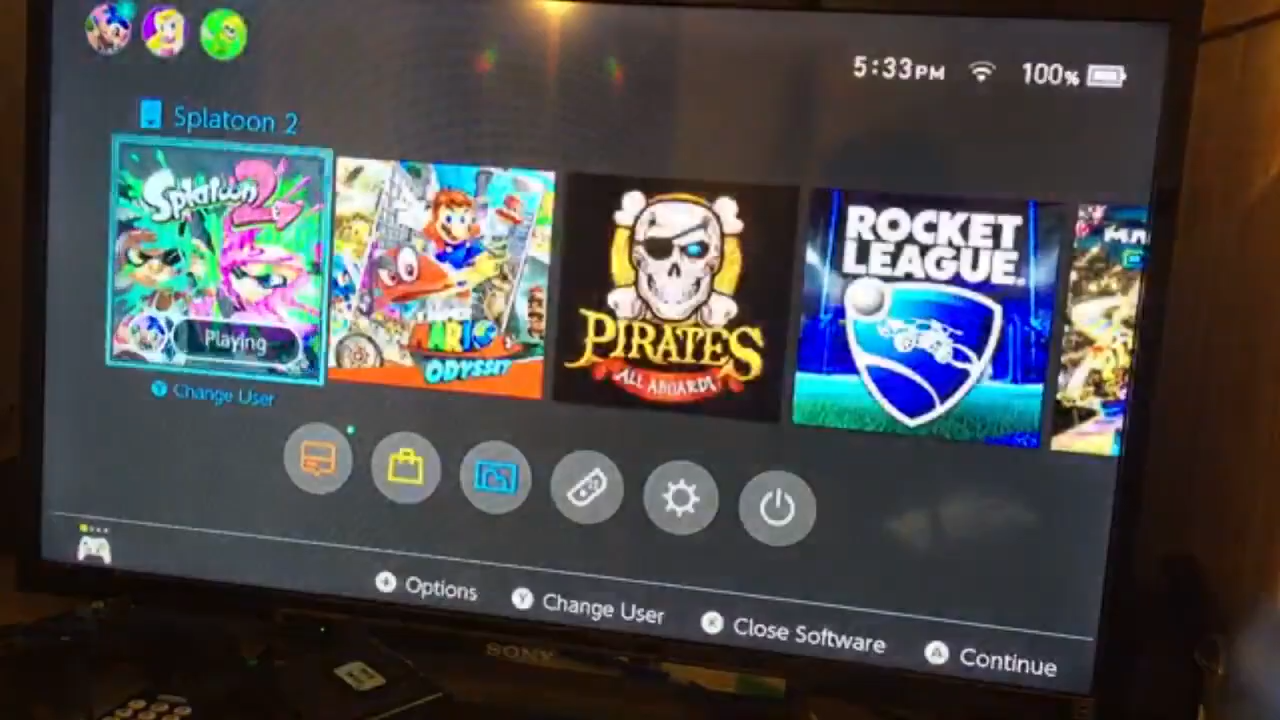 5:33PM 100%
Splatoon 2
Splatoon 2
Playing
SUPER
MARIO
ODYSSEY
PIRATES
ALL ABOARD!
ROCKET
LEAGUE.
Change User
Options
Change User
Close Software
Continue
SONY